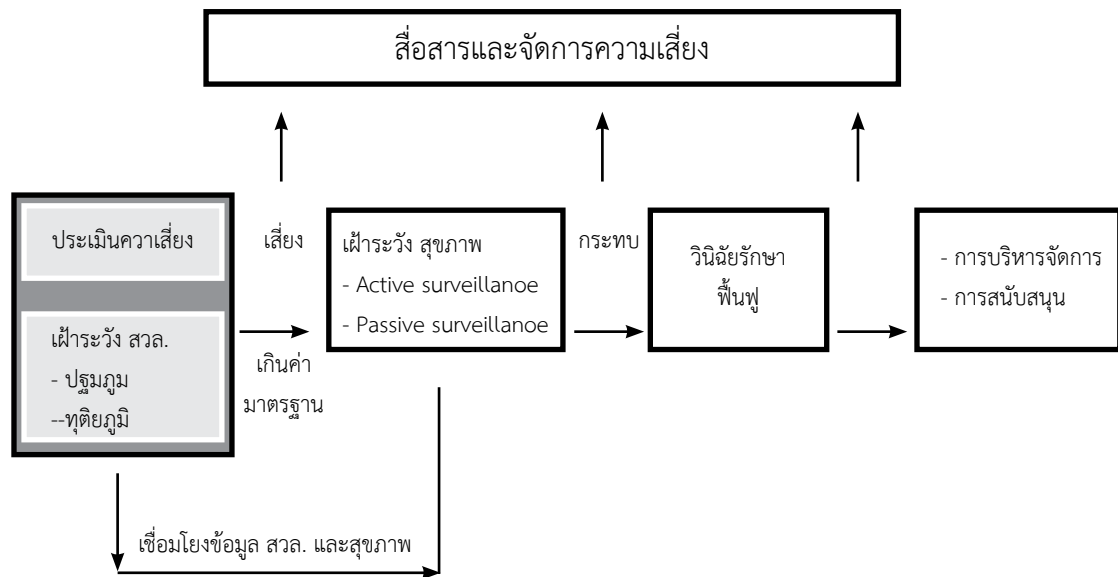 สื่อสารและจัดการความเสี่ยง
ประเมินควาเสี่ยง
เสี่ยง
เฝ้าระวัง สุขภาพ
- Active surveillanoe
- Passive surveillanoe
กระทบ
วินิฉัยรักษา
ฟื้นฟู
- การบริหารจัดการ
- การสนับสนุน
เฝ้าระวัง สวล.
- ปฐมภูม
--ทุติยภูมิ
เกินค่า
มาตรฐาน
เชื่อมโยงข้อมูล สวล. และสุขภาพ